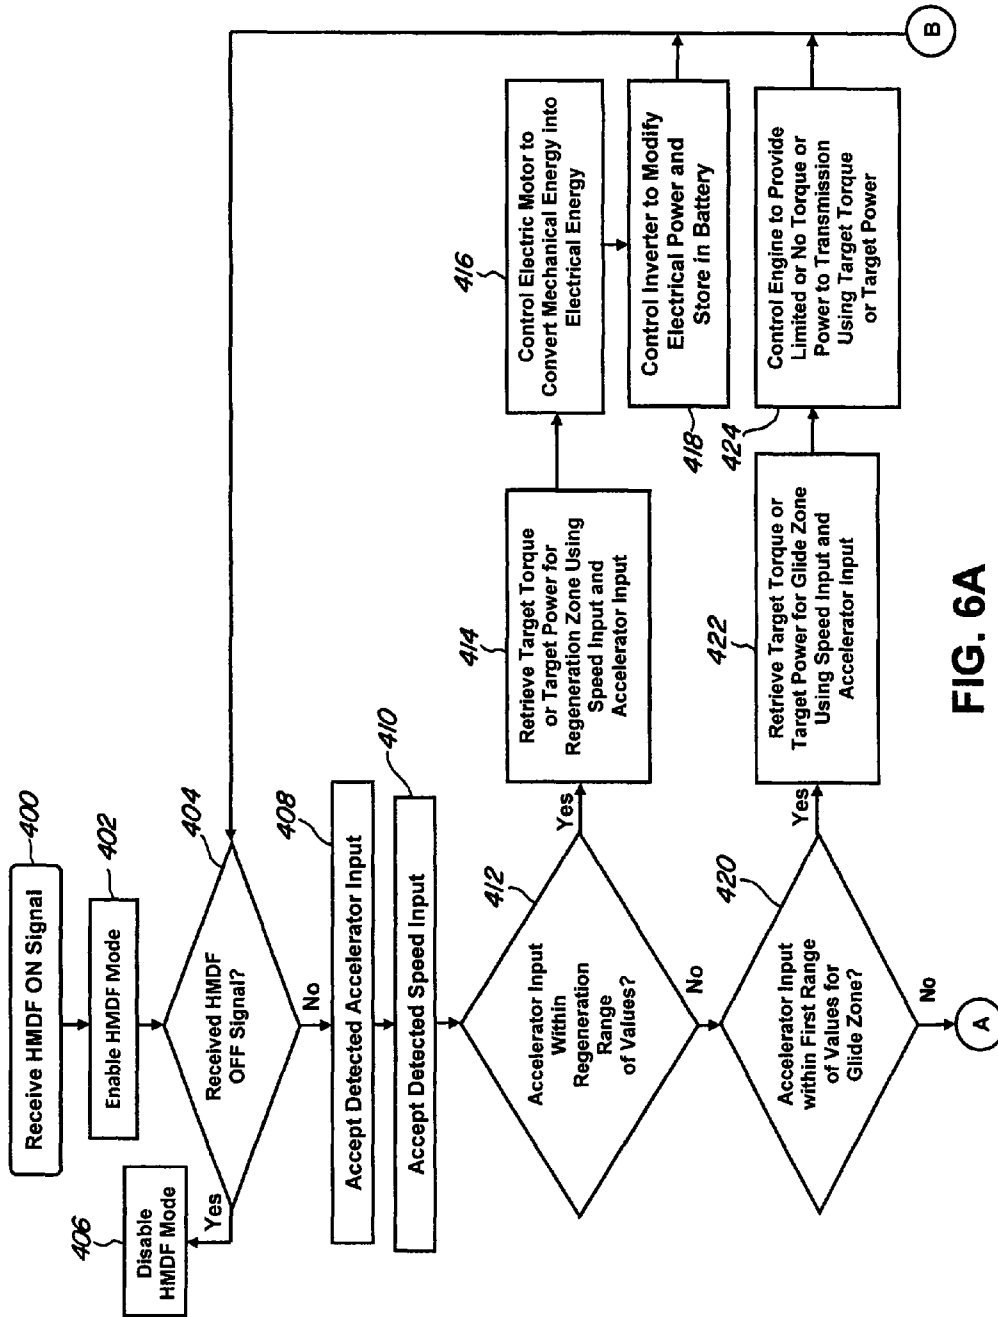 400
Receive HMDF ON Signal
402
Enable HMDF Mode
404
Received HMDF
OFF Signal?
Yes
406
Disable
HMDF Mode
No
408
Accept Detected Accelerator Input
410
Accept Detected Speed Input
412
Accelerator Input
Within
Regeneration
Range
of Values?
Yes
414
Retrieve Target Torque
or Target Power for
Regeneration Zone Using
Speed Input and
Accelerator Input
416
Control Electric Motor to
Convert Mechanical Energy into
Electrical Energy
418
Control Inverter to Modify
Electrical Power and
Store in Battery
No
420
Accelerator Input
within First Range
of Values for
Glide Zone?
Yes
422
Retrieve Target Torque or
Target Power for Glide Zone
Using Speed Input and
Accelerator Input
424
Control Engine to Provide
Limited or No Torque or
Power to Transmission
Using Target Torque
or Target Power
No
A
B
FIG. 6A